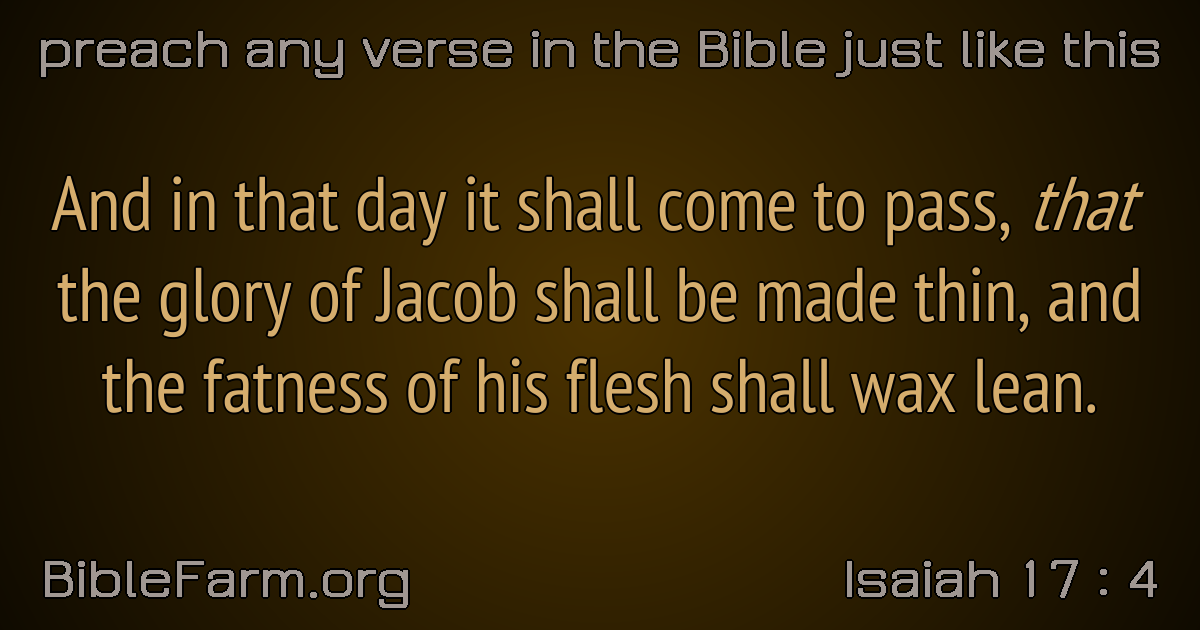 preach any verse in the Bible just like this
And in that day it shall come to pass, that
the glory of Jacob shall be made thin, and
the fatness of his flesh shall wax lean.
BibleFarm.org
Isaiah 17 : 4